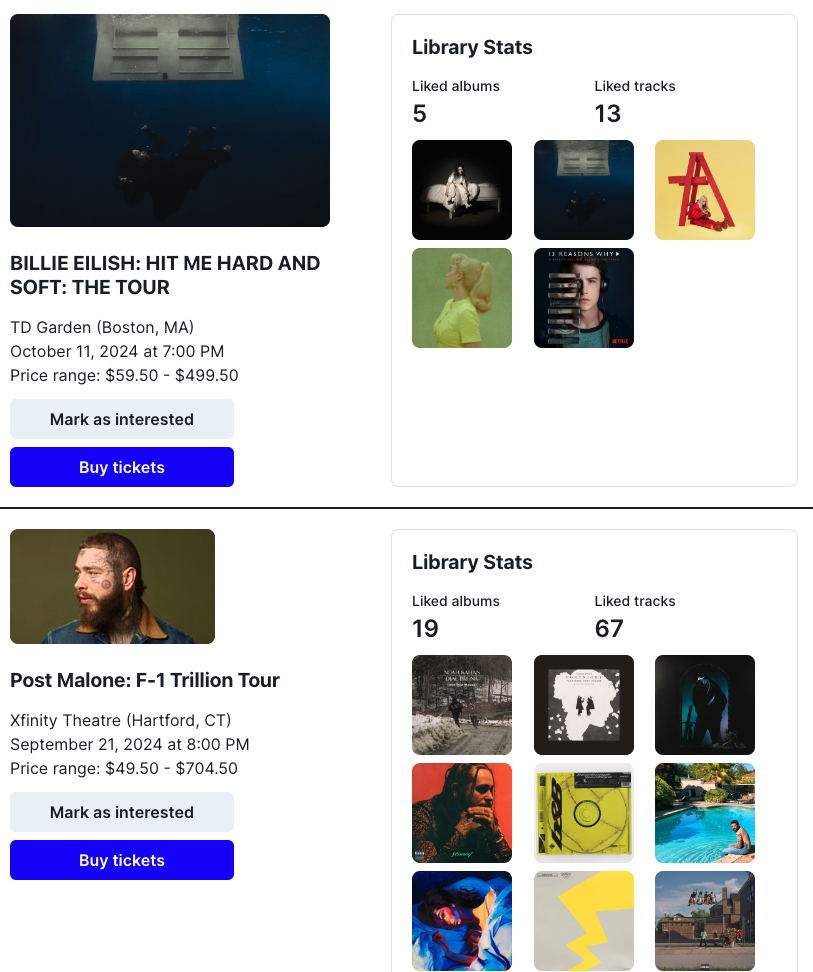 BILLIE EILISH: HIT ME HARD AND
SOFT: THE TOUR
TD Garden (Boston, MA)
October 11, 2024 at 7:00 PM
Price range: $59.50 - $499.50
Mark as interested
Buy tickets
Library Stats
Liked albums
5
Liked tracks
13
13 REASONS WHY
NETFLIX
Post Malone: F-1 Trillion Tour
Xfinity Theatre (Hartford, CT)
September 21, 2024 at 8:00 PM
Price range: $49.50 - $704.50
Mark as interested
Buy tickets
Library Stats
Liked albums
19
Liked tracks
67
NOAH KAHAN
DIAL DRUNK
FORTNIGHT
stoney